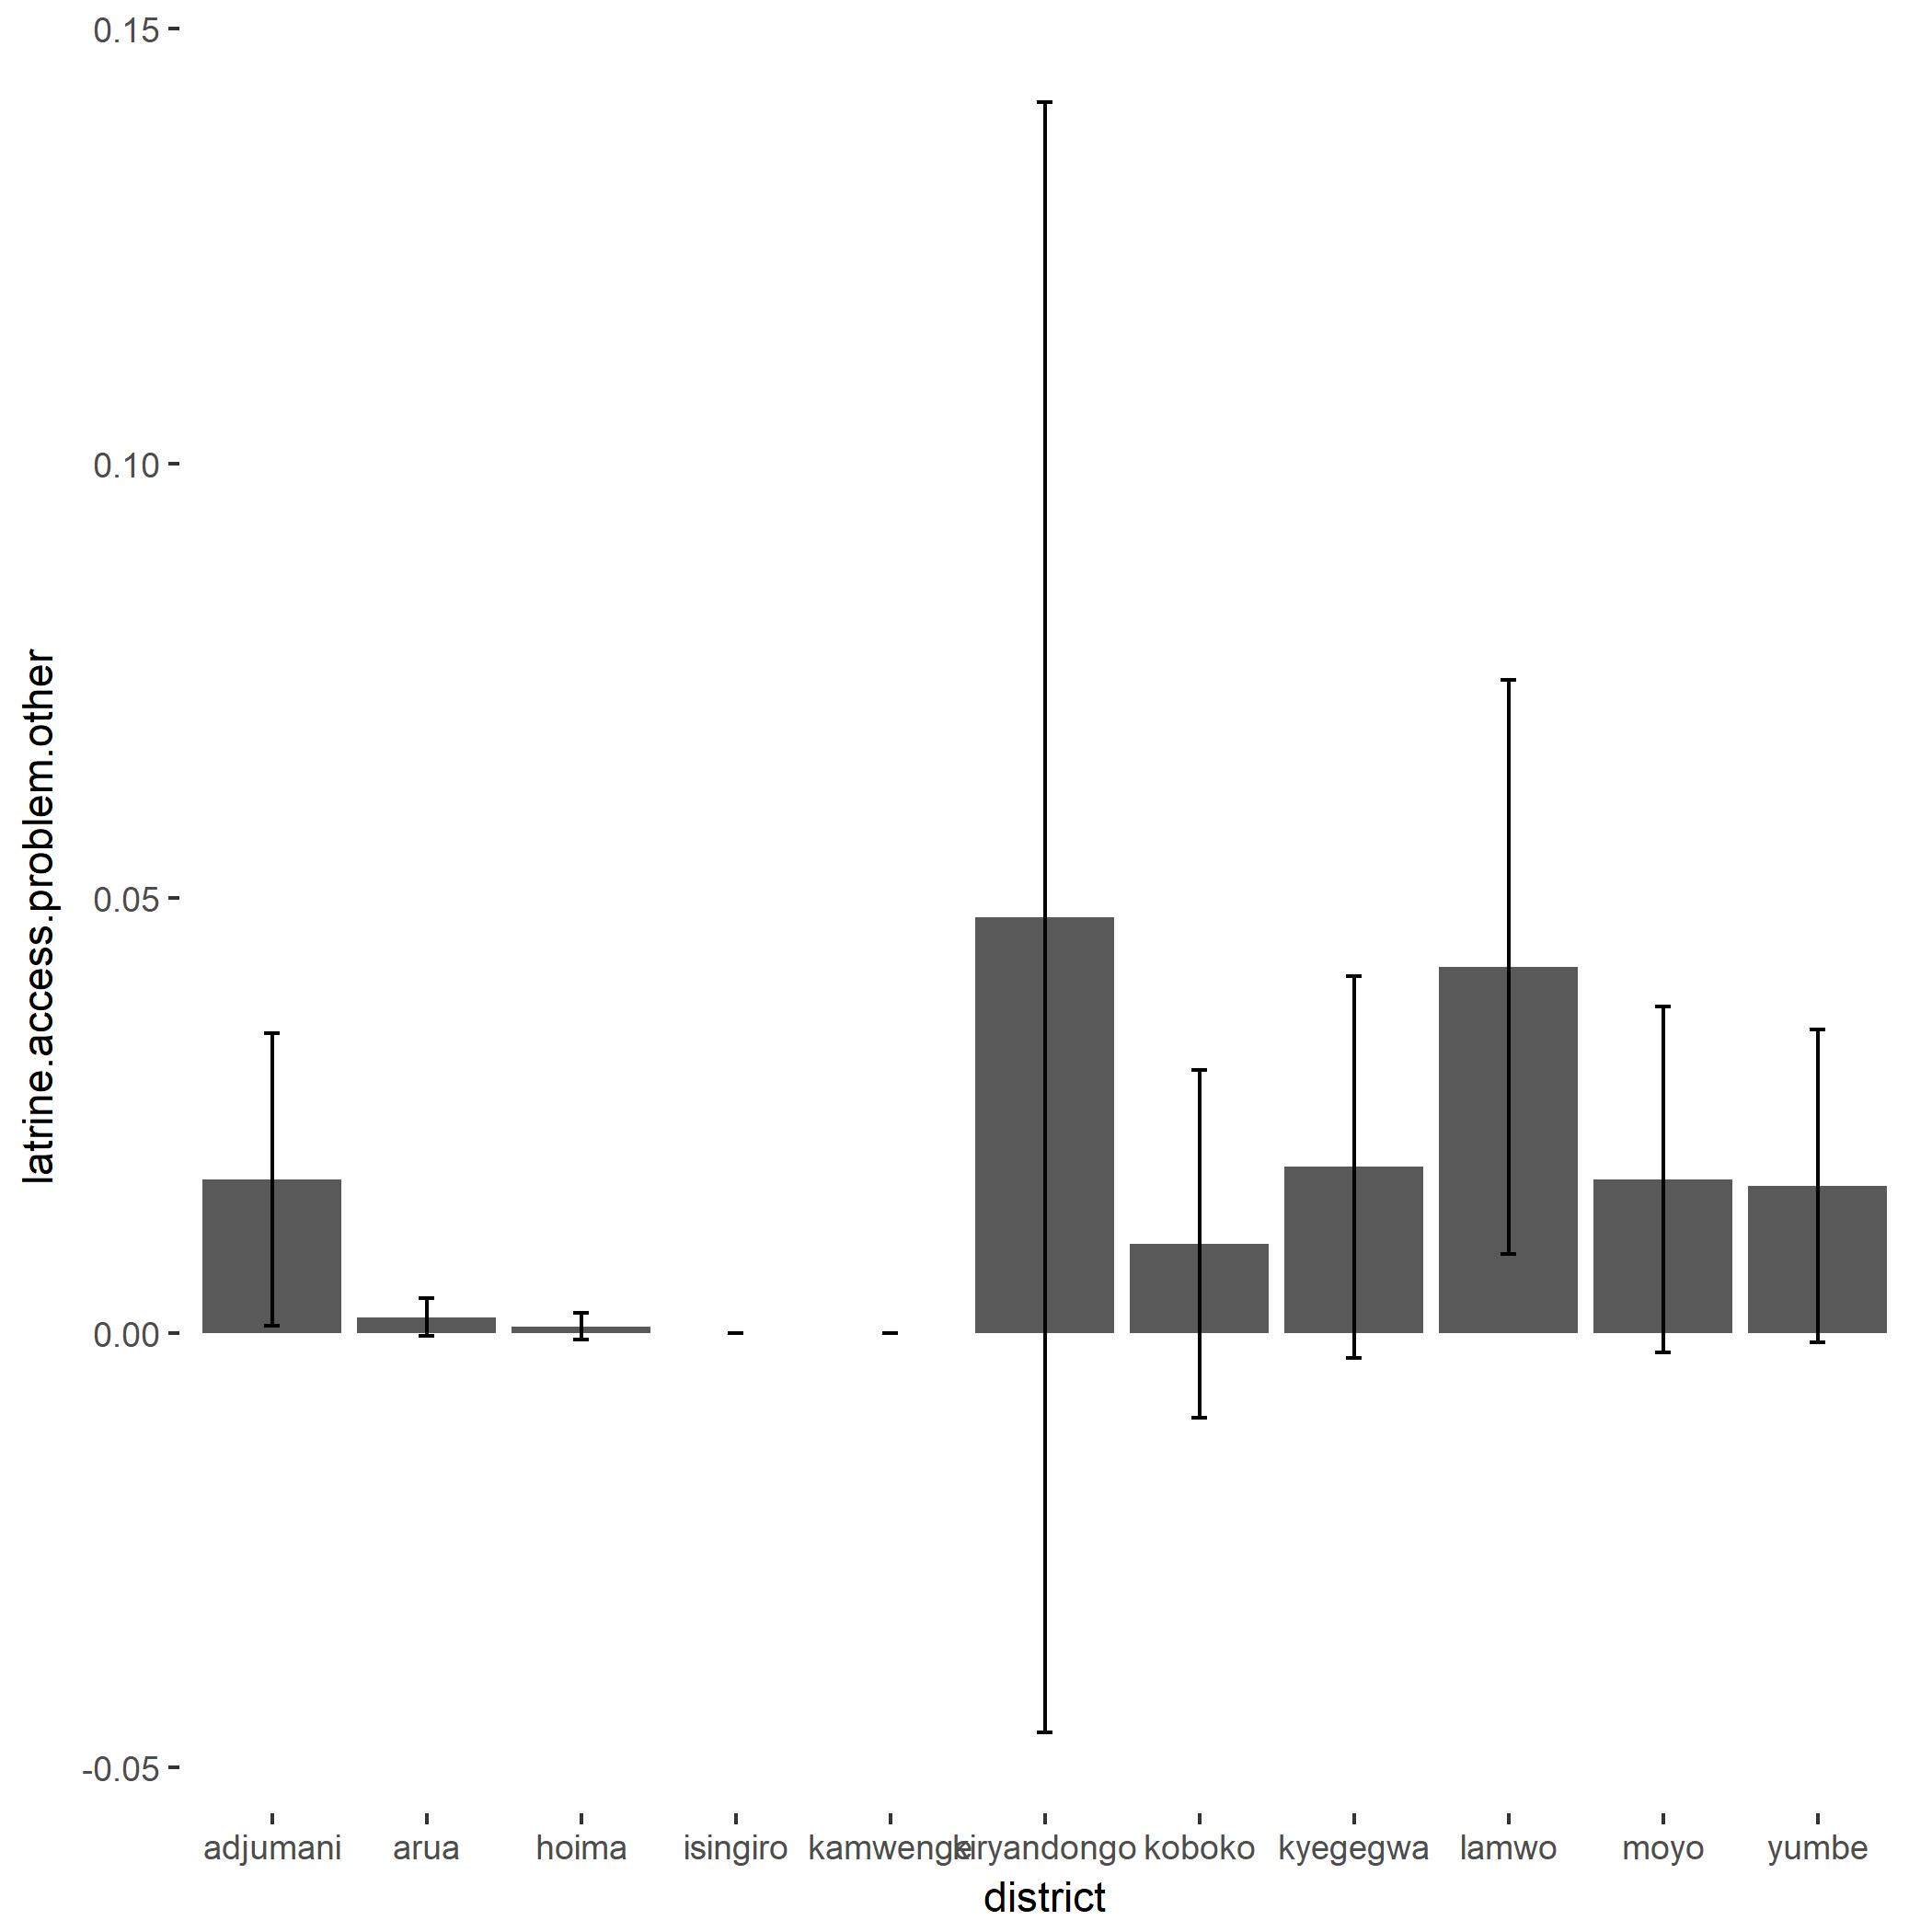 0.15
0.10
0.05
0.00
-0.05
latrine.access.problem.other
adjumani arua hoima isingiro kamwenge kiryandongo koboko kyegegwa lamwo moyo yumbe
district